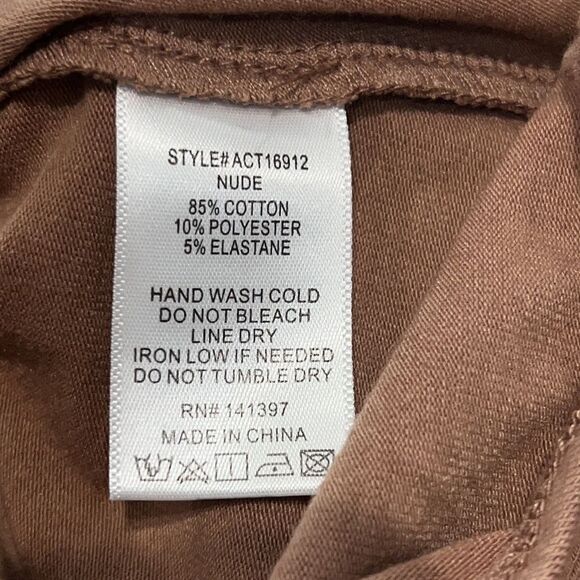 STYLE#ACT16912
NUDE
85% COTTON
10% POLYESTER
5% ELASTANE
HAND WASH COLD
DO NOT BLEACH
LINE DRY
IRON LOW IF NEEDED
DO NOT TUMBLE DRY
RN# 141397
MADE IN CHINA